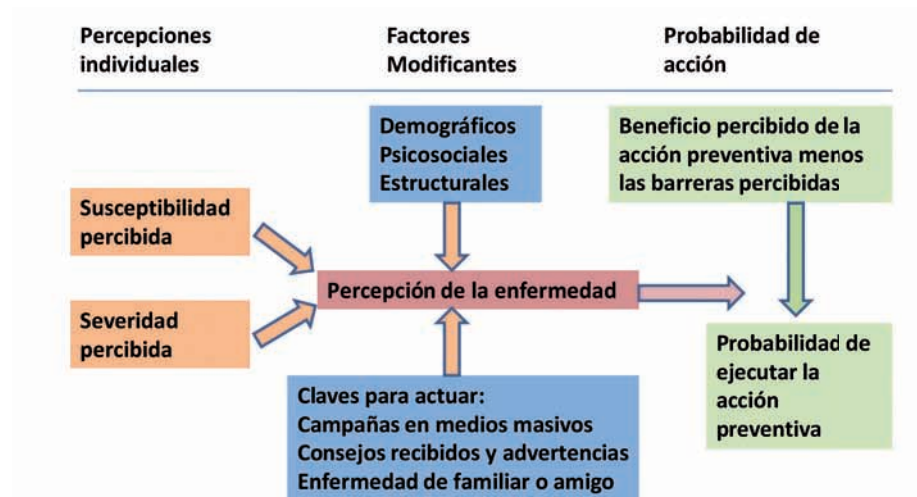 Percepciones
individuales
Factores
Modificantes
Probabilidad de
acción
Demográficos
Psicosociales
Estructurales
Beneficio percibido de la
acción preventiva menos
las barreras percibidas
Susceptibilidad
percibida
Percepción de la enfermedad
Severidad
percibida
Probabilidad de
ejecutar la
acción
preventiva
Claves para actuar:
Campañas en medios masivos
Consejos recibidos y advertencias
Enfermedad de familiar o amigo